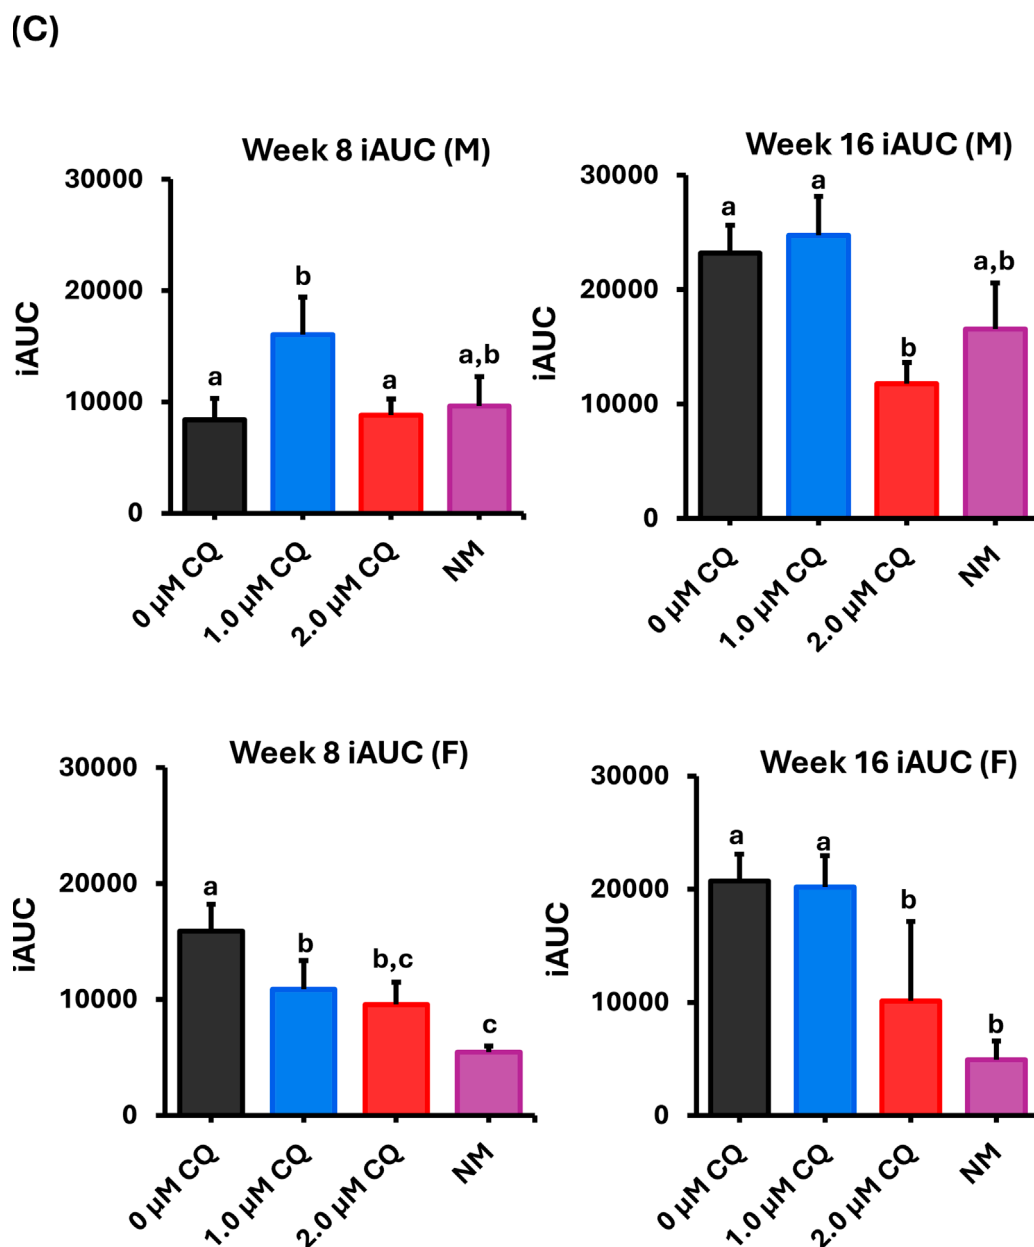 (C)
Week 8 iAUC (M)
30000
20000
10000
0
iAUC
a
b
a
a,b
0 µM CQ
1.0 µM CQ
2.0 µM CQ
NM
Week 16 iAUC (M)
30000
20000
10000
0
iAUC
a
a
b
a,b
0 µM CQ
1.0 µM CQ
2.0 µM CQ
NM
Week 8 iAUC (F)
30000
20000
10000
0
iAUC
a
b
b,c
c
0 µM CQ
1.0 µM CQ
2.0 µM CQ
NM
Week 16 iAUC (F)
30000
20000
10000
0
iAUC
a
a
b
b
0 µM CQ
1.0 µM CQ
2.0 µM CQ
NM